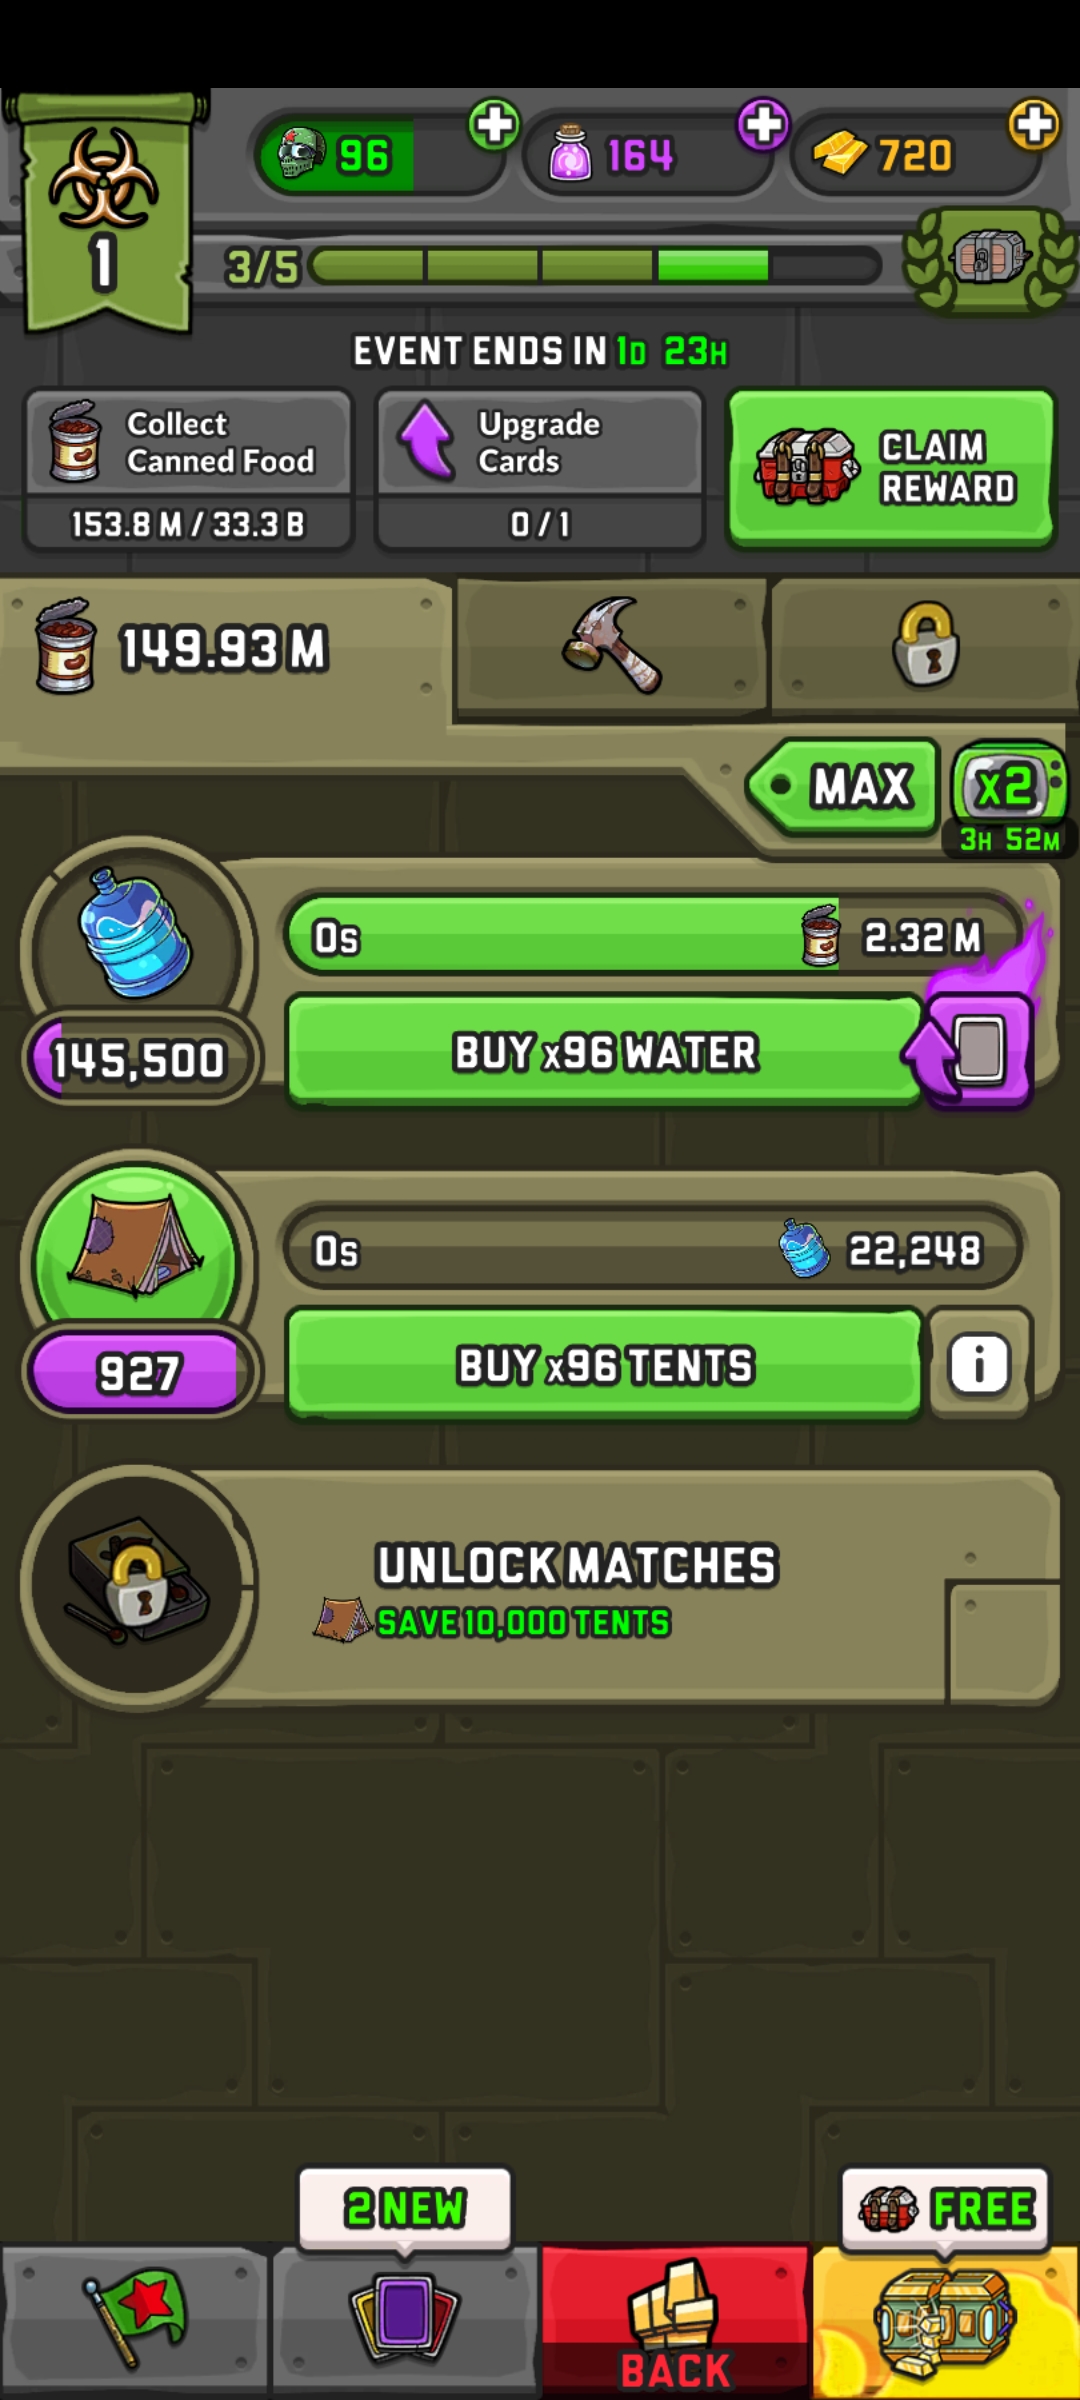 96
164
720
1
3/5
EVENT ENDS IN 1D 23H
Collect
Canned Food
153.8 M / 33.3 B
Upgrade
Cards
0 / 1
CLAIM
REWARD
149.93 M
MAX
x2
3H 52M
0s
2.32 M
145,500
BUY x96 WATER
0s
22,248
927
BUY x96 TENTS
i
UNLOCK MATCHES
SAVE 10,000 TENTS
2 NEW
FREE
BACK